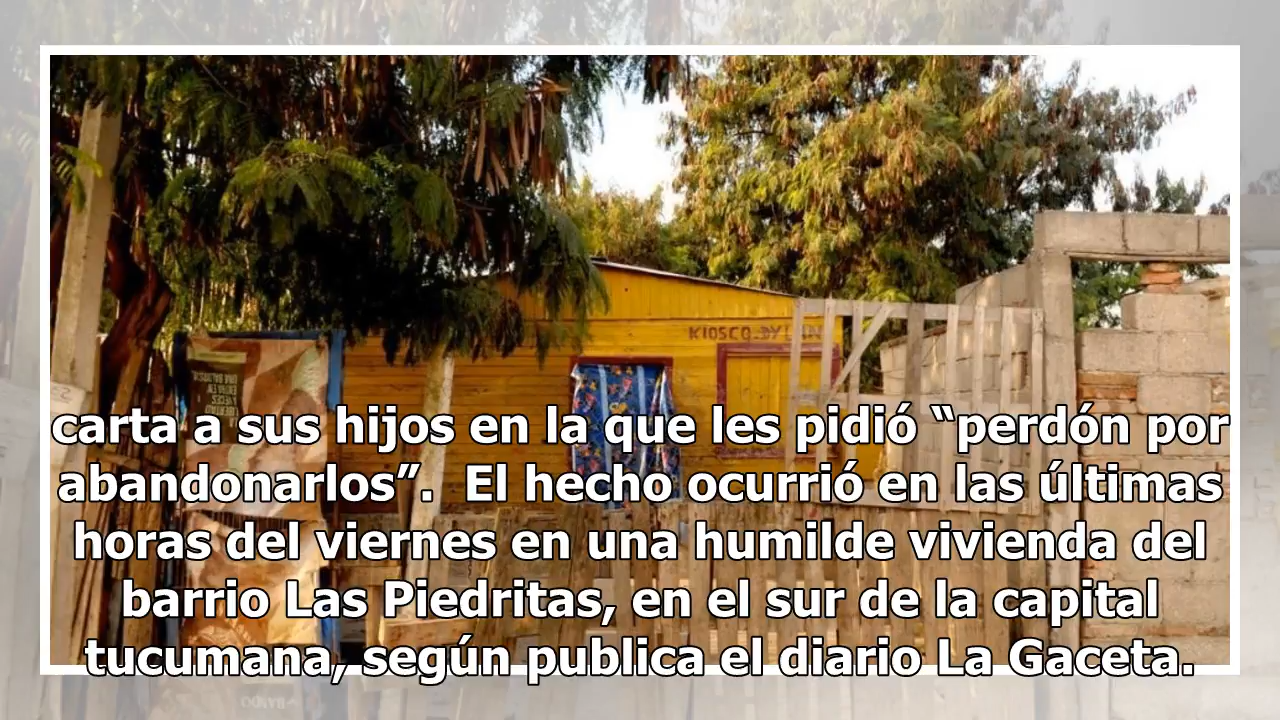 KIOSCO DYLAN
carta a sus hijos en la que les pidió “perdón por
abandonarlos”.  El hecho ocurrió en las últimas
horas del viernes en una humilde vivienda del
barrio Las Piedritas, en el sur de la capital
tucumana, según publica el diario La Gaceta.